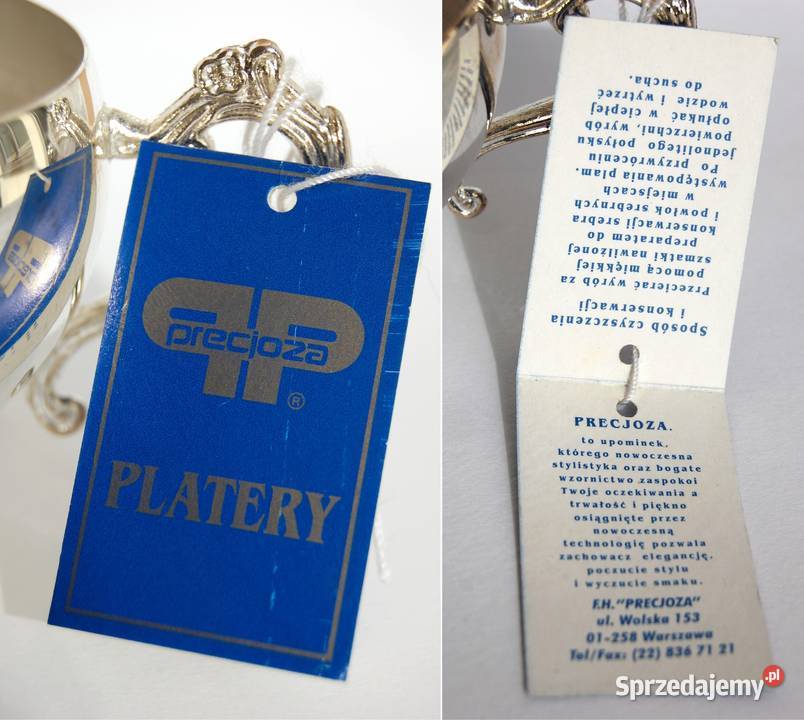 precjoza
®
PLATERY
Sposób czyszczenia
i konserwacji
Przecierać wyrób za
pomocą miękkiej
szmatki nawilżonej
preparatem do
konserwacji srebra
i powłok srebrnych
w miejscach
występowania plam.
Po przywróceniu
jednolitego połysku
powierzchni, wyrób
opłukać w ciepłej
wodzie i wytrzeć
do sucha.
PRECJOZA.
to upominek,
którego nowoczesna
stylistyka oraz bogate
wzornictwo zaspokoi
Twoje oczekiwania a
trwałość i piękno
osiągnięte przez
nowoczesną
technologię pozwala
zachowacz elegancję,
poczucie stylu
i wyczucie smaku.
F.H. "PRECJOZA"
ul. Wolska 153
01-258 Warszawa
Tel/Fax: (22) 836 71 21
Sprzedajemy.pl